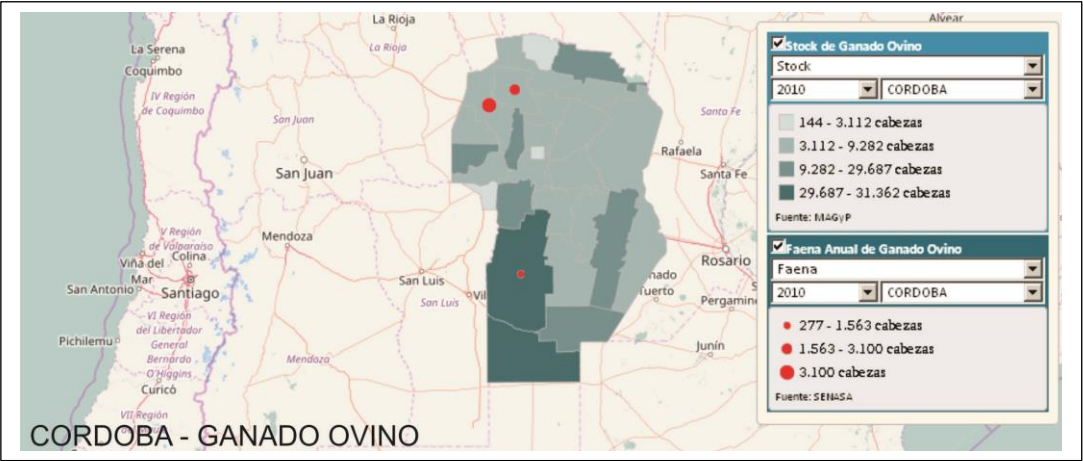 La Rioja
Alvear
La Serena
La Rioja
Coquimbo
IV Región
de Coquimbo
San Juan
Santa Fe
Rafaela
San Juan
Santa Fe
V Región
de Valparaíso
Mendoza
Viña del
Mar
Colina
Rosario
San Luis
San Antonio
Santiago
San Luis
Vil
nado
uerto
Pergamino
VI Región
del Libertador
General
Bernardo
O'Higgins
Pichilemu
Junín
Mendoza
Curicó
VII Región
CORDOBA - GANADO OVINO
Stock de Ganado Ovino
Stock
2010
CORDOBA
144 - 3.112 cabezas
3.112 - 9.282 cabezas
9.282 - 29.687 cabezas
29.687 - 31.362 cabezas
Fuente: MAGyP
Faena Anual de Ganado Ovino
Faena
2010
CORDOBA
277 - 1.563 cabezas
1.563 - 3.100 cabezas
3.100 cabezas
Fuente: SENASA